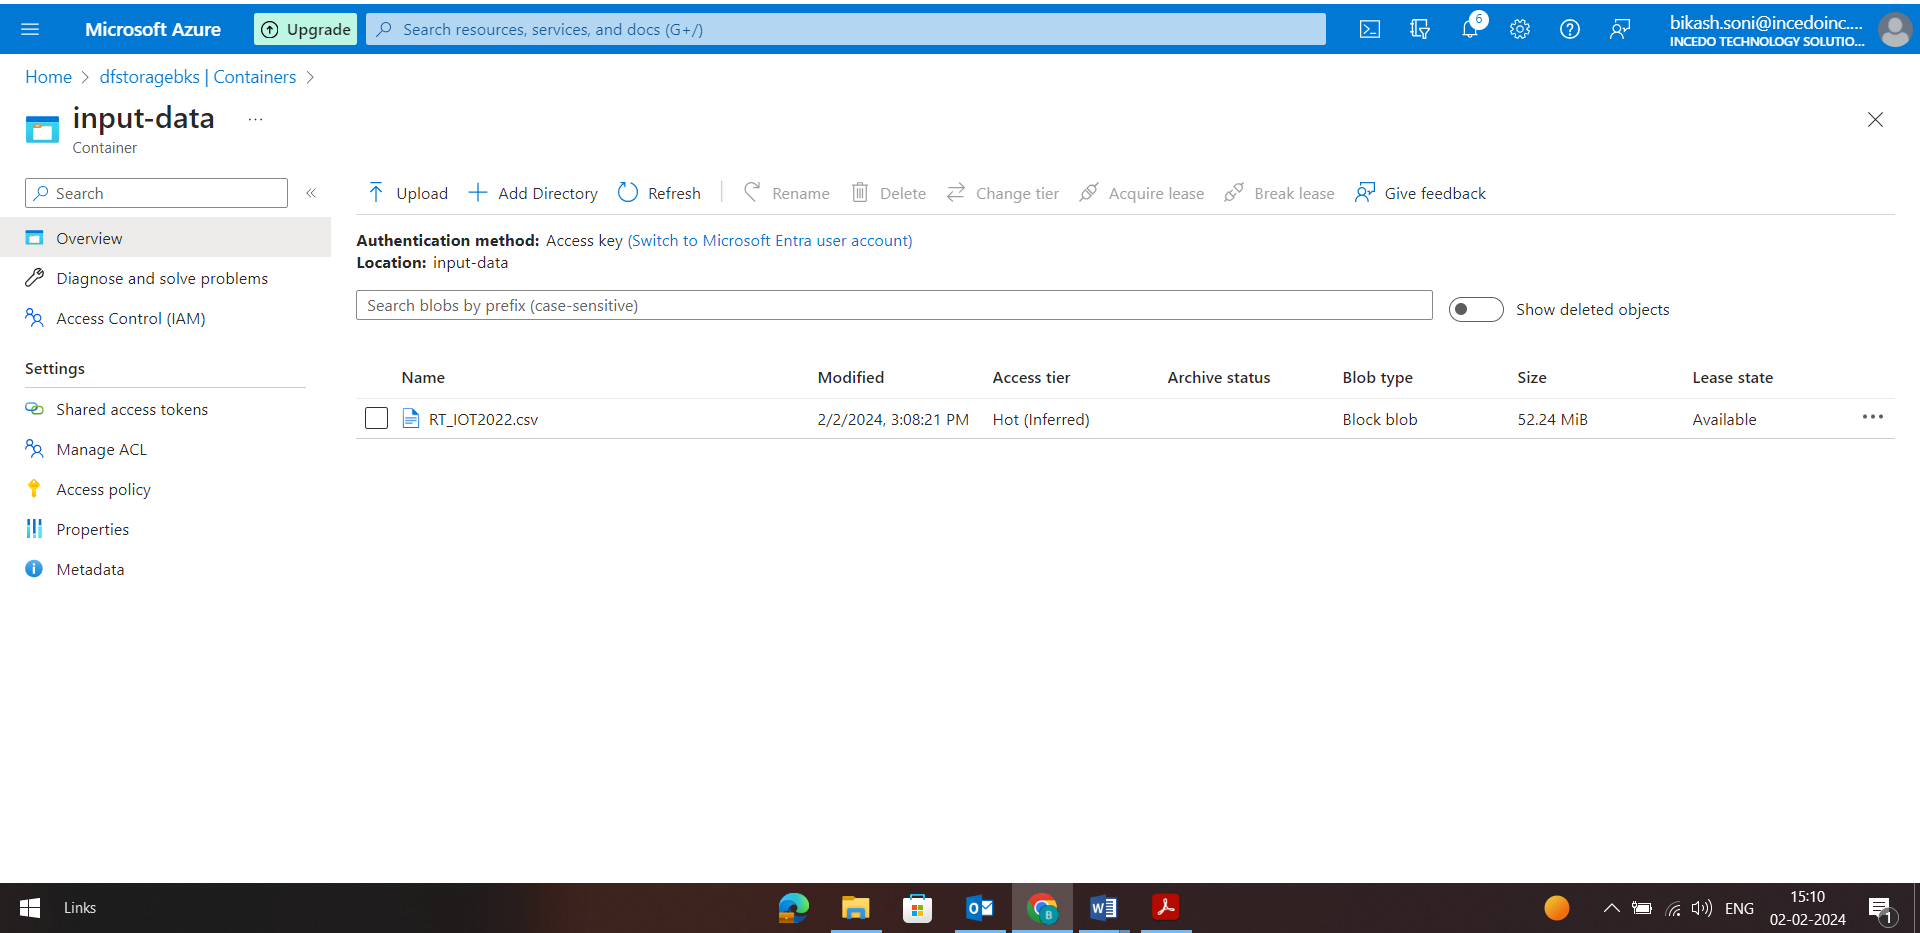 Microsoft Azure
Upgrade
Search resources, services, and docs (G+/)
6
bikash.soni@incedoinc....
INCEDO TECHNOLOGY SOLUTIO...
Home > dfstoragebks | Containers >
input-data ...
Container
Search «
Upload Add Directory Refresh Rename Delete Change tier Acquire lease Break lease Give feedback
Overview
Diagnose and solve problems
Access Control (IAM)
Settings
Shared access tokens
Manage ACL
Access policy
Properties
Metadata
Authentication method: Access key (Switch to Microsoft Entra user account)
Location: input-data
Search blobs by prefix (case-sensitive)
Show deleted objects
Name Modified Access tier Archive status Blob type Size Lease state
RT_IOT2022.csv 2/2/2024, 3:08:21 PM Hot (Inferred) Block blob 52.24 MiB Available ...
Links
ENG
15:10
02-02-2024
1